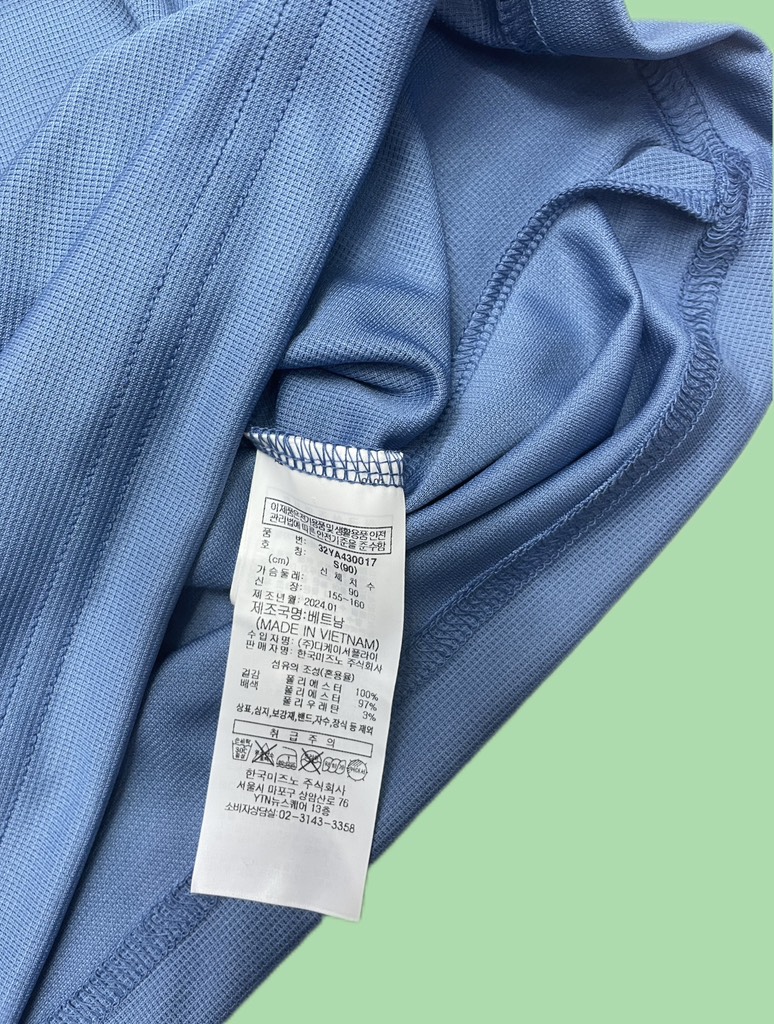 이 제품은 전기용품 및 생활용품 안전
관리법에 따른 안전기준을 준수함
품 번: 32YA430017
호 칭: S(90)
(cm) 신 체 치 수
가슴둘레: 90
신 장: 155~160
제조년월: 2024.01
제조국명:베트남
(MADE IN VIETNAM)
수입자명: (주)디케이서플라이
판매자명: 한국미즈노 주식회사
섬유의 조성(혼용율)
겉감 폴리에스터 100%
배색 폴리에스터 97%
폴리우레탄 3%
상표,심지,보강재,밴드,자수,장식 등 제외
취 급 주 의
한국미즈노 주식회사
서울시 마포구 상암산로 76
YTN뉴스퀘어 13층
소비자상담실:02-3143-3358